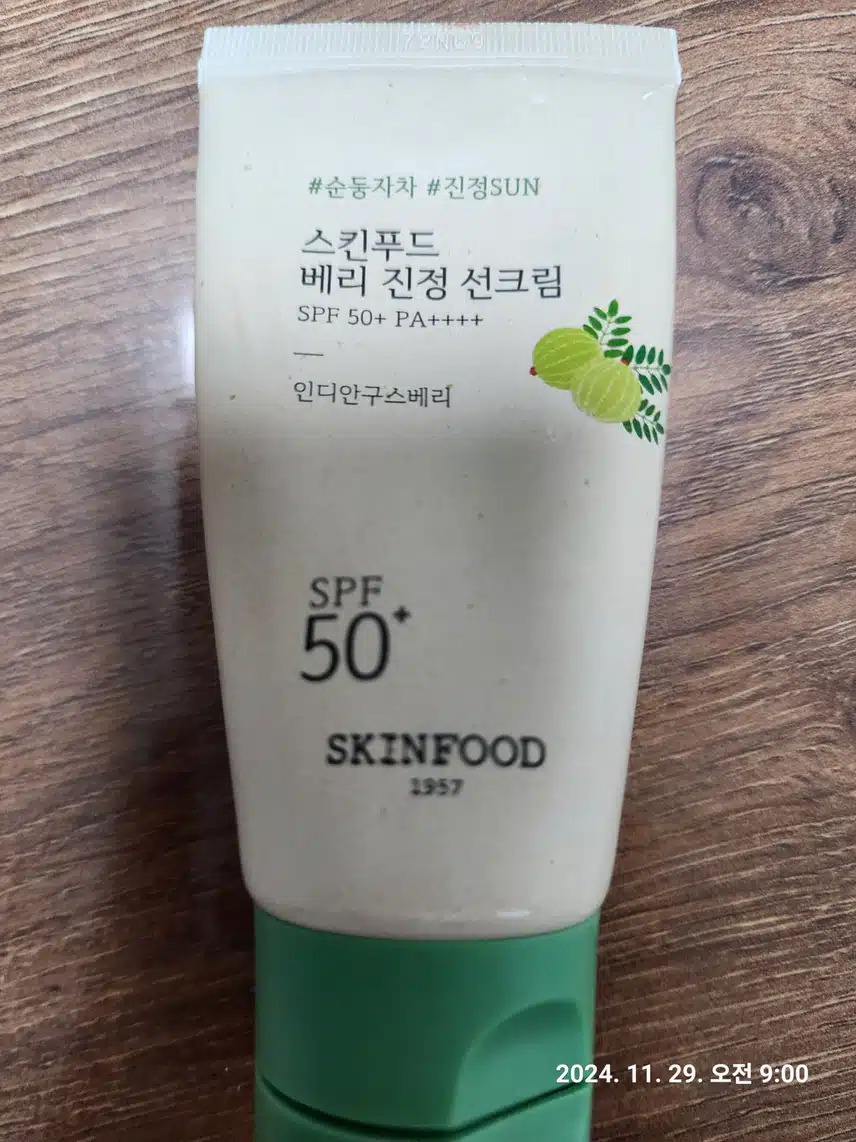 #순둥자차 #진정SUN
스킨푸드
베리 진정 선크림
SPF 50+ PA++++
인디안구스베리
SPF
50+
SKINFOOD
1957
2024. 11. 29. 오전 9:00